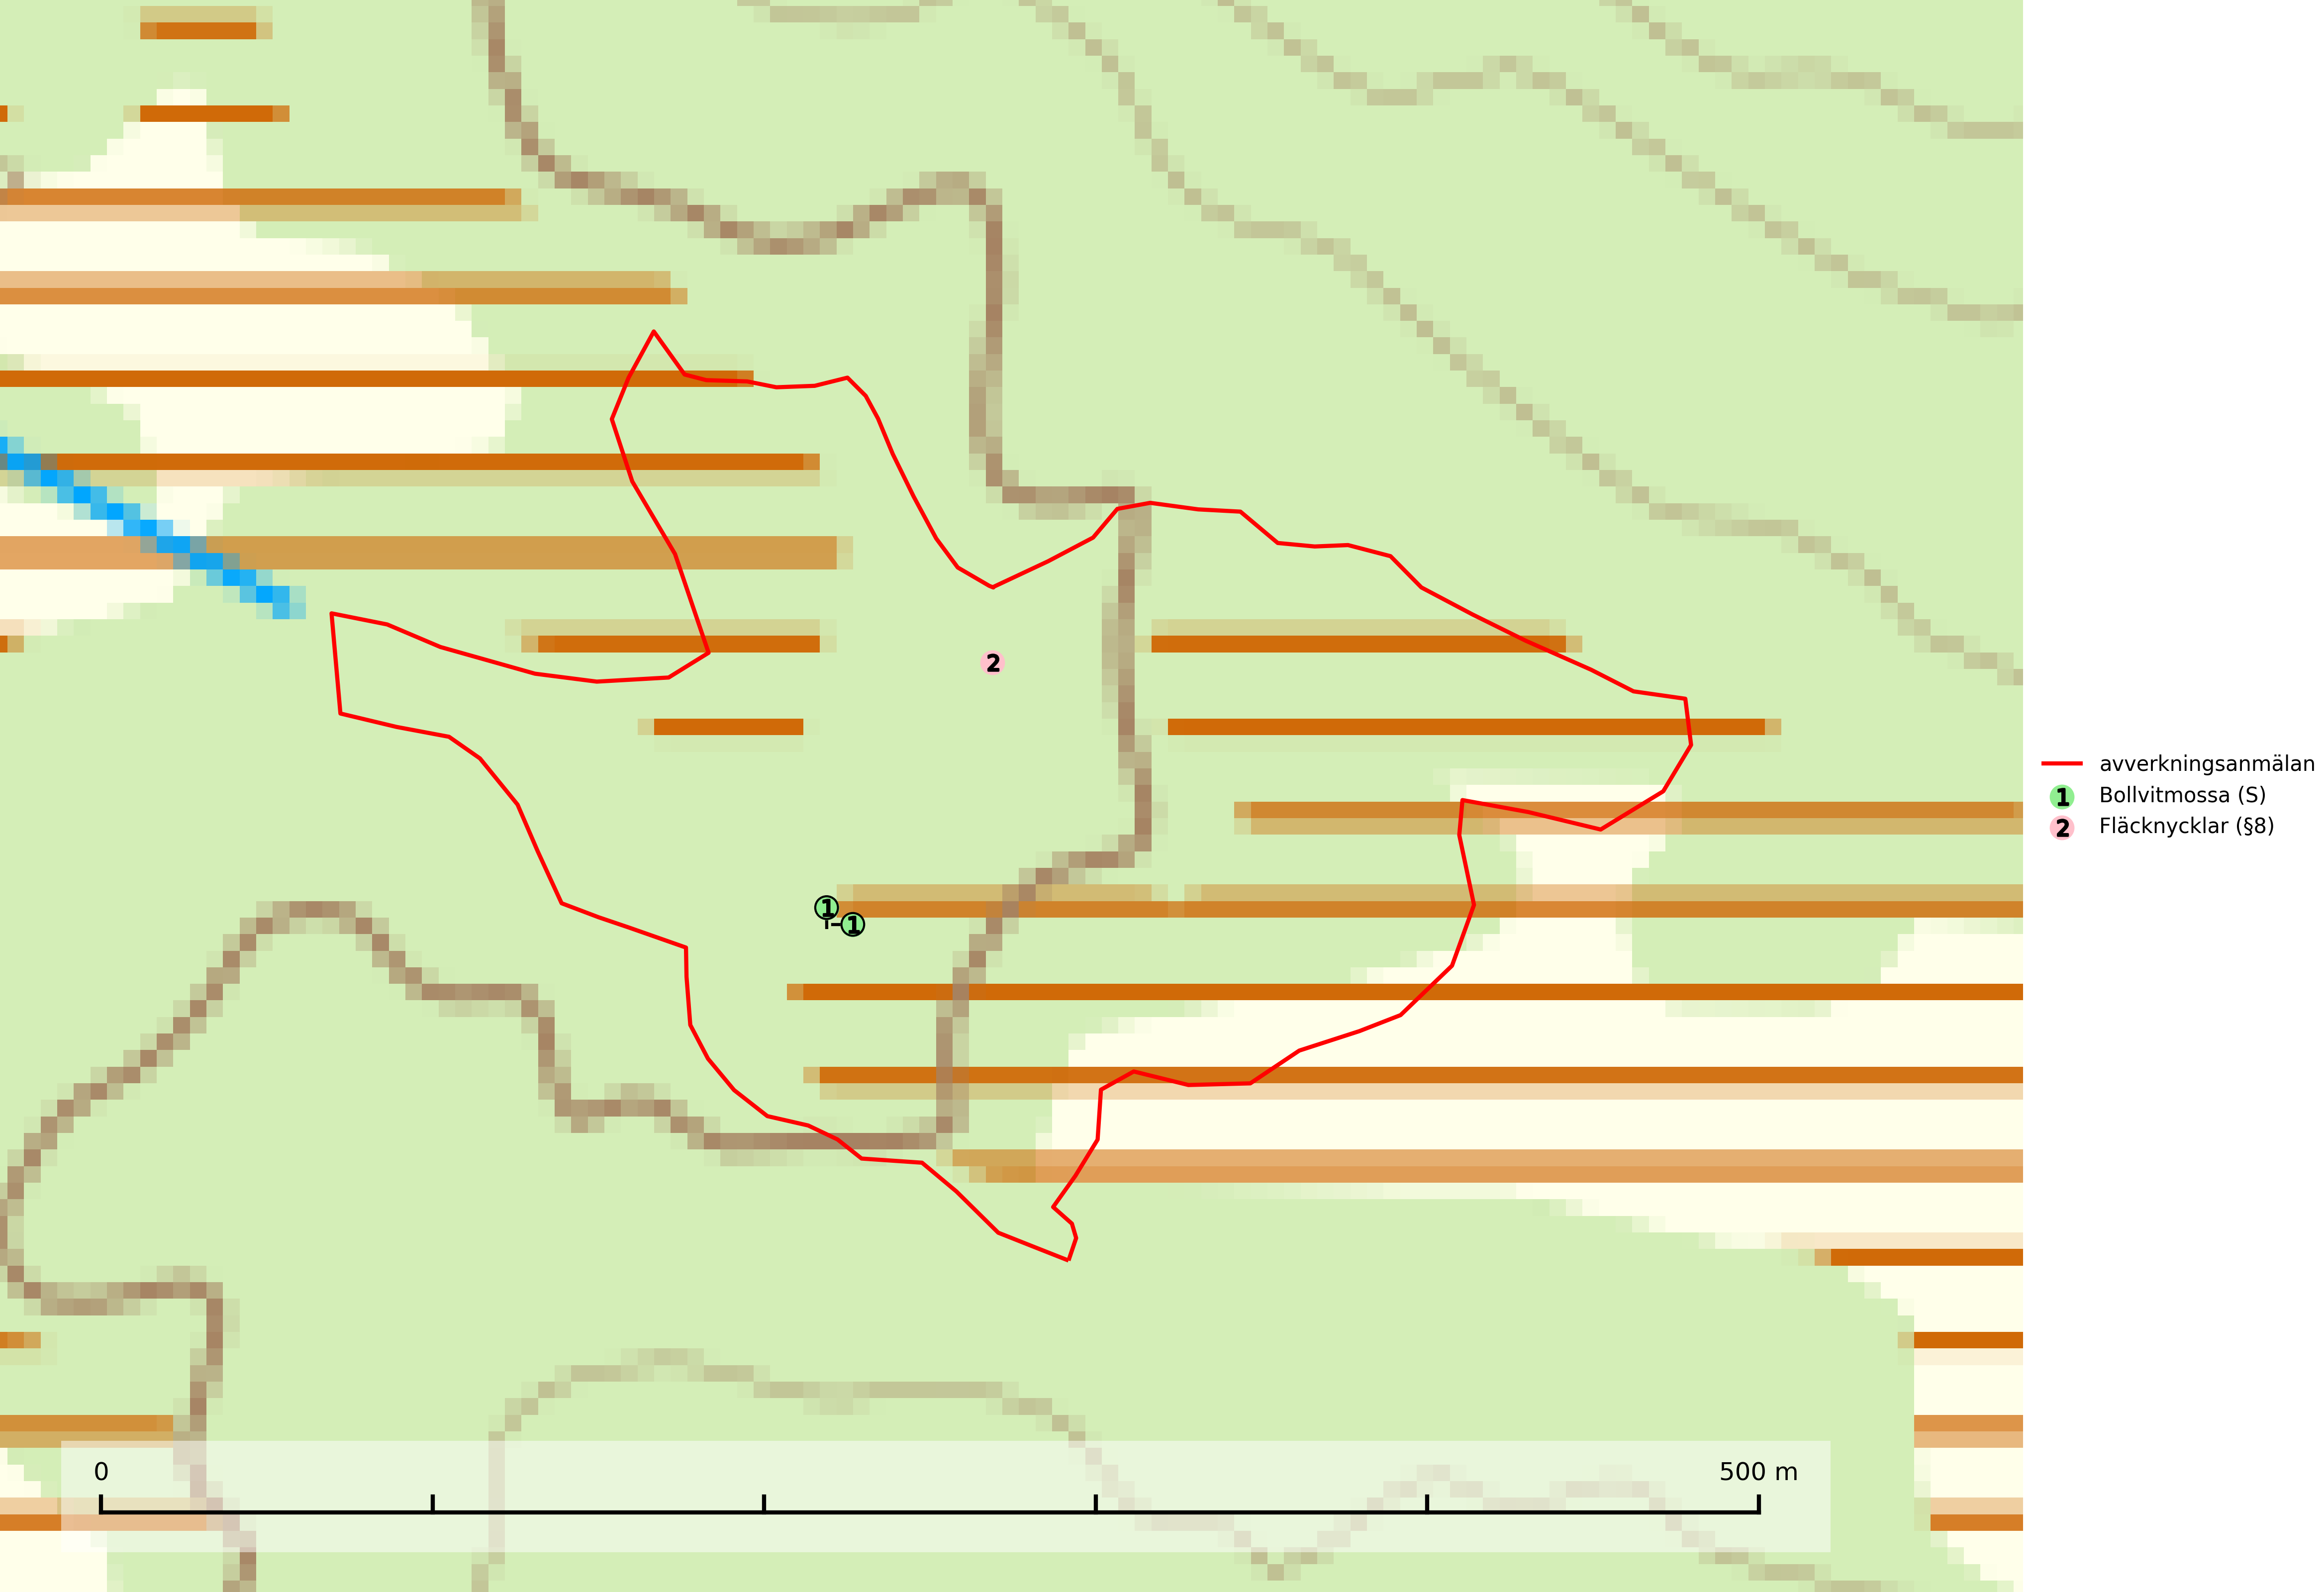 2
avverkningsanmälan
1 Bollvitmossa (S)
2 Fläcknycklar (§8)
1
1
0 500 m